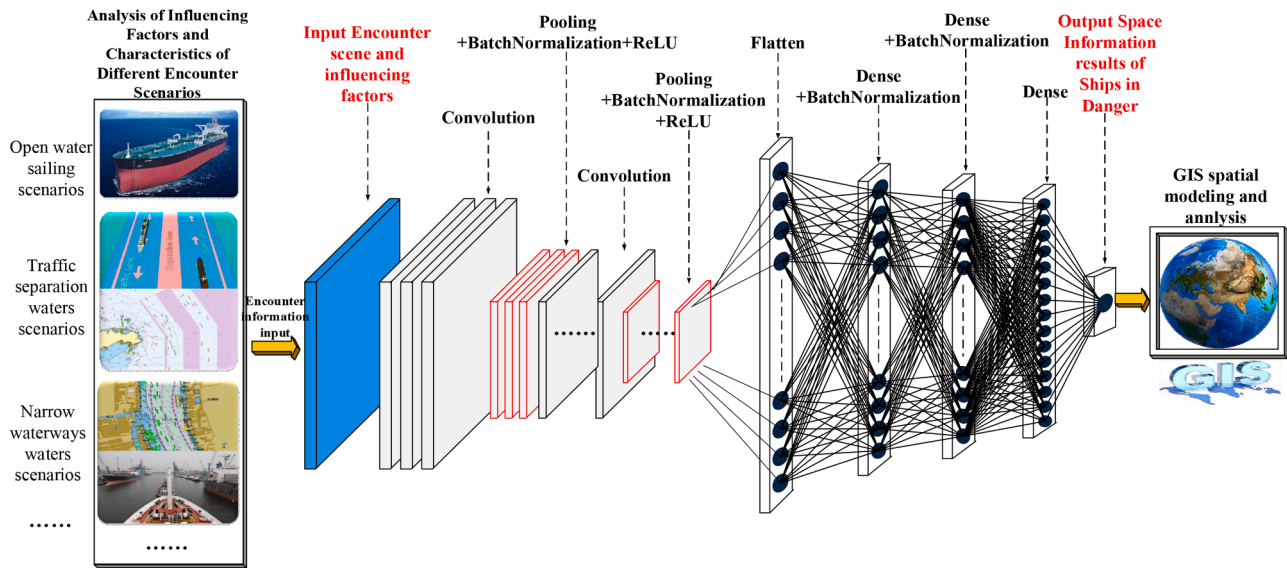 Analysis of Influencing
Factors and
Characteristics of
Different Encounter
Scenarios
Open water
sailing
scenarios
Traffic
separation
waters
scenarios
Narrow
waterways
waters
scenarios
……
……
Encounter
information
input
Input Encounter
scene and
influencing
factors
Convolution
Pooling
+BatchNormalization+ReLU
Convolution
Pooling
+BatchNormalization
+ReLU
……
……
Flatten
Dense
+BatchNormalization
Dense
+BatchNormalization
Dense
Output Space
Information
results of
Ships in
Danger
GIS spatial
modeling and
annlysis
GIS